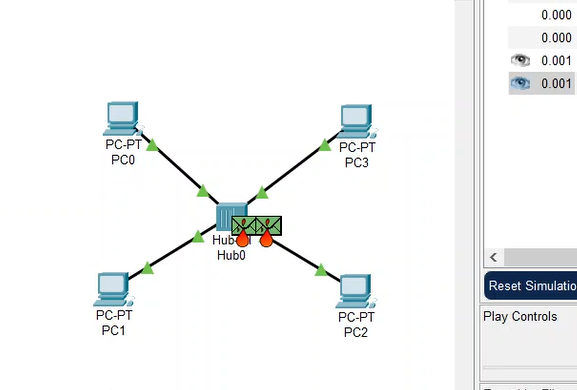 0.000
0.000
0.001
0.001
PC-PT
PC0
PC-PT
PC3
Hub
Hub0
PC-PT
PC1
PC-PT
PC2
Reset Simulatio
Play Controls